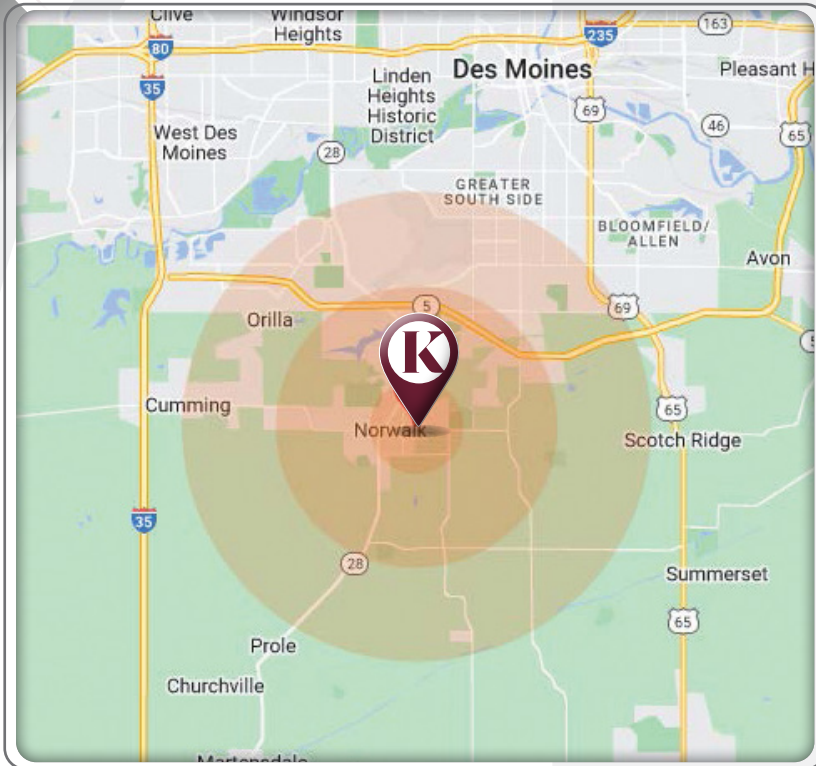 Clive
Windsor
Heights
163
80
235
35
Linden
Heights
Historic
District
Des Moines
Pleasant H
69
46
65
West Des
Moines
28
GREATER
SOUTH SIDE
BLOOMFIELD/
ALLEN
Avon
5
69
5
Orilla
K
Cumming
65
Norwalk
Scotch Ridge
35
28
Summerset
65
Prole
Churchville
Martensdale